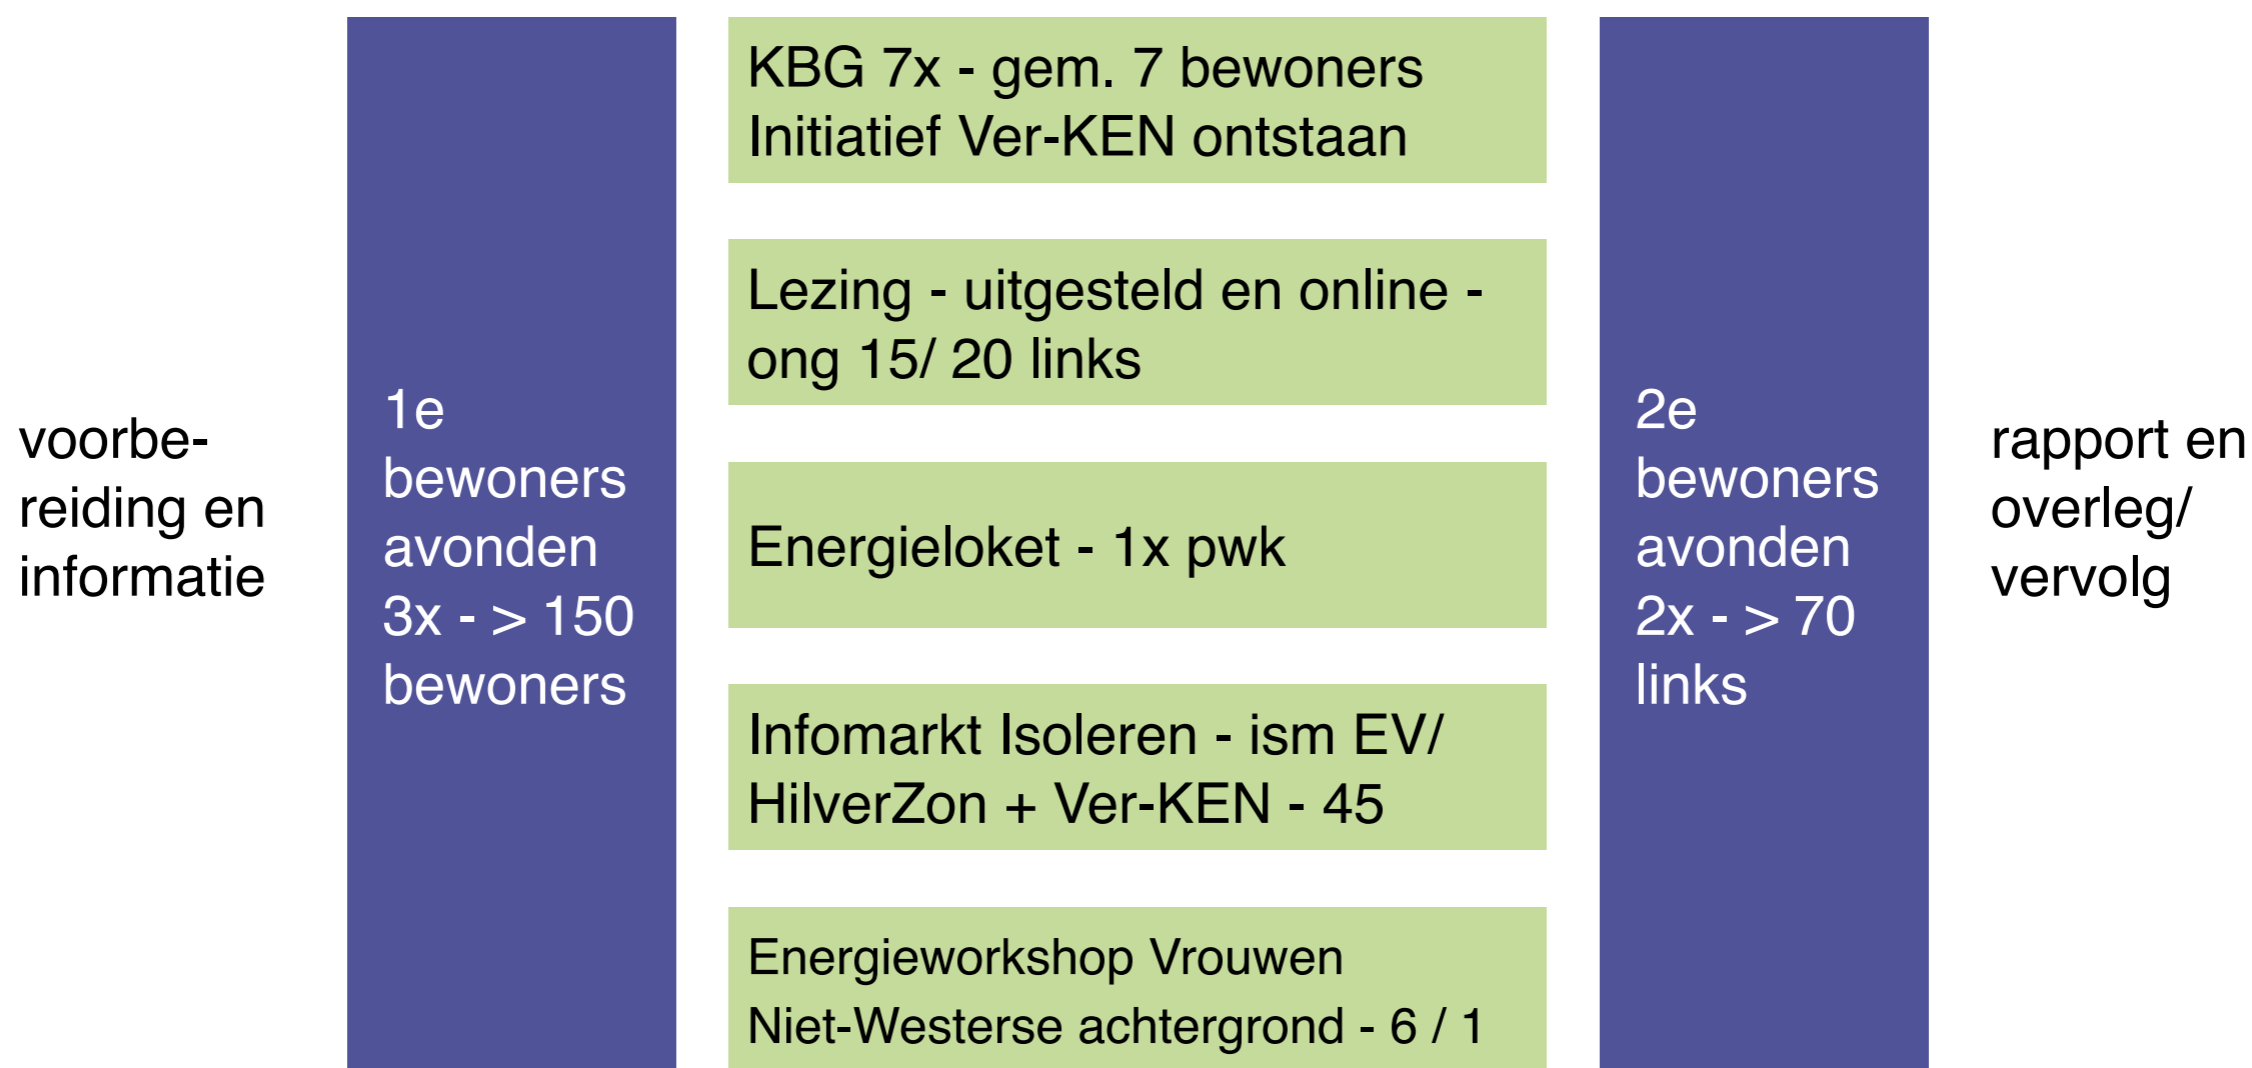 voorbe-
reiding en
informatie
1e
bewoners
avonden
3x - > 150
bewoners
KBG 7x - gem. 7 bewoners
Initiatief Ver-KEN ontstaan
Lezing - uitgesteld en online -
ong 15/ 20 links
Energieloket - 1x pwk
Infomarkt Isoleren - ism EV/
HilverZon + Ver-KEN - 45
Energieworkshop Vrouwen
Niet-Westerse achtergrond - 6 / 1
2e
bewoners
avonden
2x - > 70
links
rapport en
overleg/
vervolg